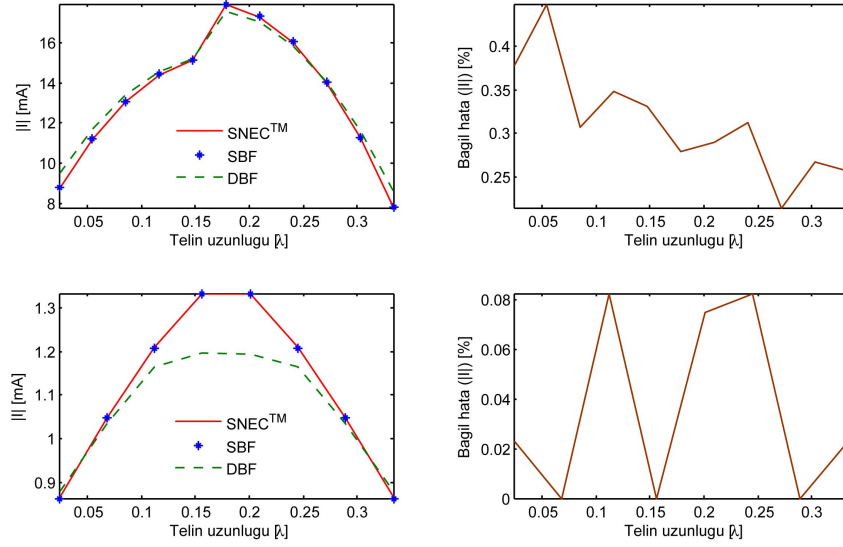 |I| [mA]
16
14
12
10
8
SNEC™
SBF
DBF
0.05 0.1 0.15 0.2 0.25 0.3
Telin uzunlugu [λ]
Bagil hata (|I|) [%]
0.4
0.35
0.3
0.25
0.05 0.1 0.15 0.2 0.25 0.3
Telin uzunlugu [λ]
|I| [mA]
1.3
1.2
1.1
1
0.9
SNEC™
SBF
DBF
0.05 0.1 0.15 0.2 0.25 0.3
Telin uzunlugu [λ]
Bagil hata (|I|) [%]
0.08
0.06
0.04
0.02
0
0.05 0.1 0.15 0.2 0.25 0.3
Telin uzunlugu [λ]